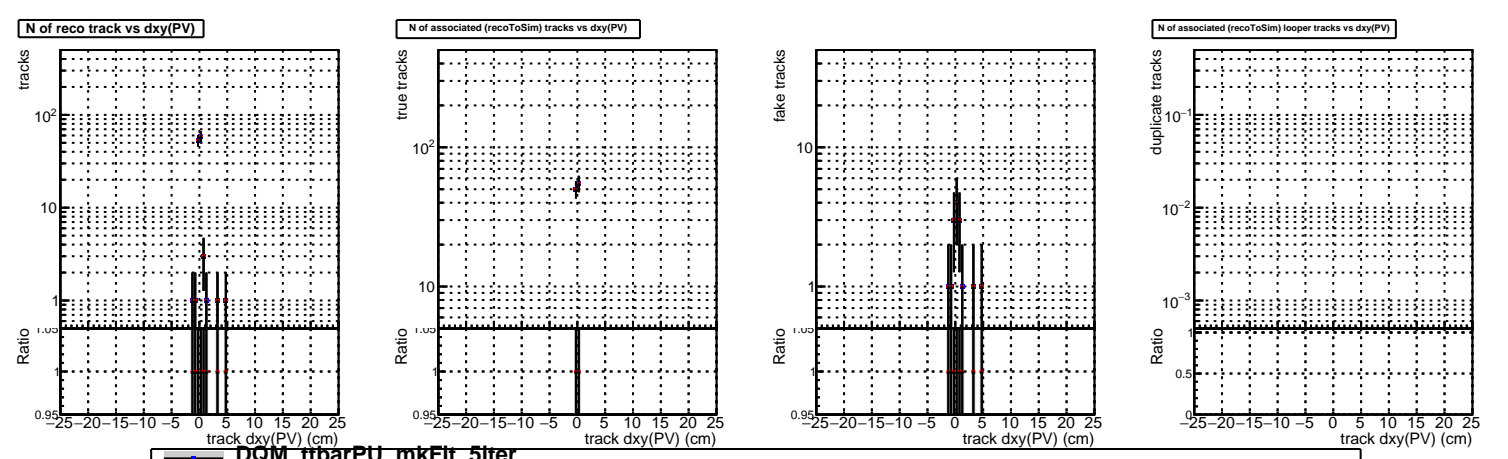 N of reco track vs dxy(PV)
N of associated (recoToSim) tracks vs dxy(PV)
N of associated (recoToSim) looper tracks vs dxy(PV)
tracks
10²
10
1
Ratio
1.05
1
0.95
−25 −20 −15 −10 −5 0 5 10 15 20 25
track dxy(PV) (cm)
true tracks
10²
10
Ratio
1.05
1
0.95
−25 −20 −15 −10 −5 0 5 10 15 20 25
track dxy(PV) (cm)
fake tracks
10
1
Ratio
1.05
1
0.95
−25 −20 −15 −10 −5 0 5 10 15 20 25
track dxy(PV) (cm)
duplicate tracks
10⁻¹
10⁻²
10⁻³
Ratio
1
0.5
0
−25 −20 −15 −10 −5 0 5 10 15 20 25
track dxy(PV) (cm)
DQM_ttbarPU_mkFit_5iter